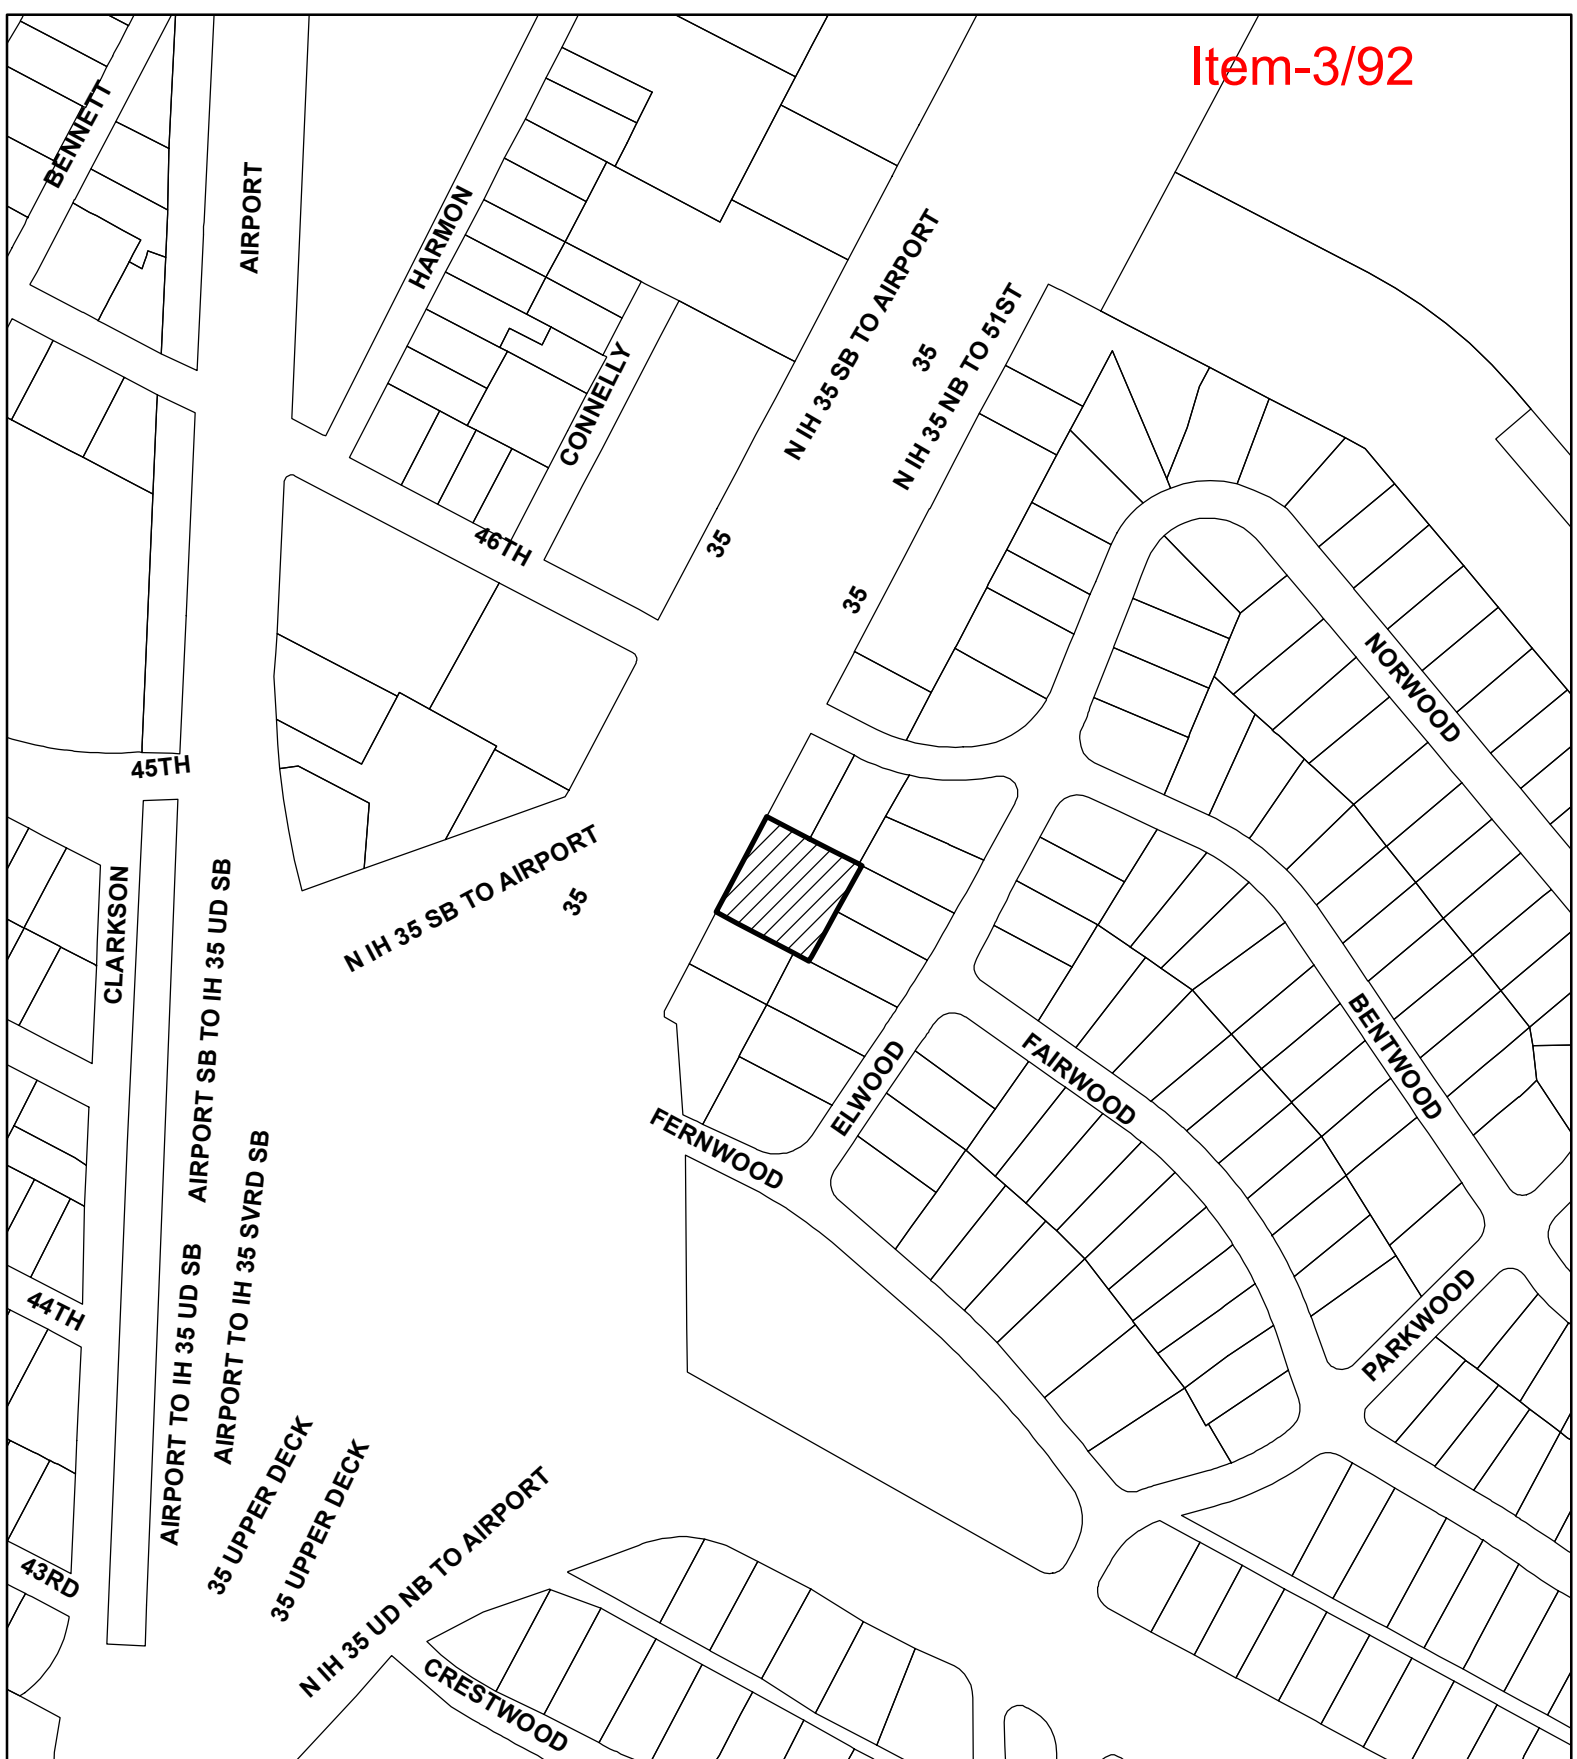 Item-3/92
BENNETT
AIRPORT
HARMON
N IH 35 SB TO AIRPORT
35
N IH 35 NB TO 51ST
CONNELLY
46TH
35
35
NORWOOD
45TH
N IH 35 SB TO AIRPORT
35
CLARKSON
AIRPORT SB TO IH 35 UD SB
BENTWOOD
FAIRWOOD
ELWOOD
FERNWOOD
AIRPORT TO IH 35 SVRD SB
AIRPORT TO IH 35 UD SB
44TH
PARKWOOD
35 UPPER DECK
35 UPPER DECK
N IH 35 UD NB TO AIRPORT
43RD
CRESTWOOD